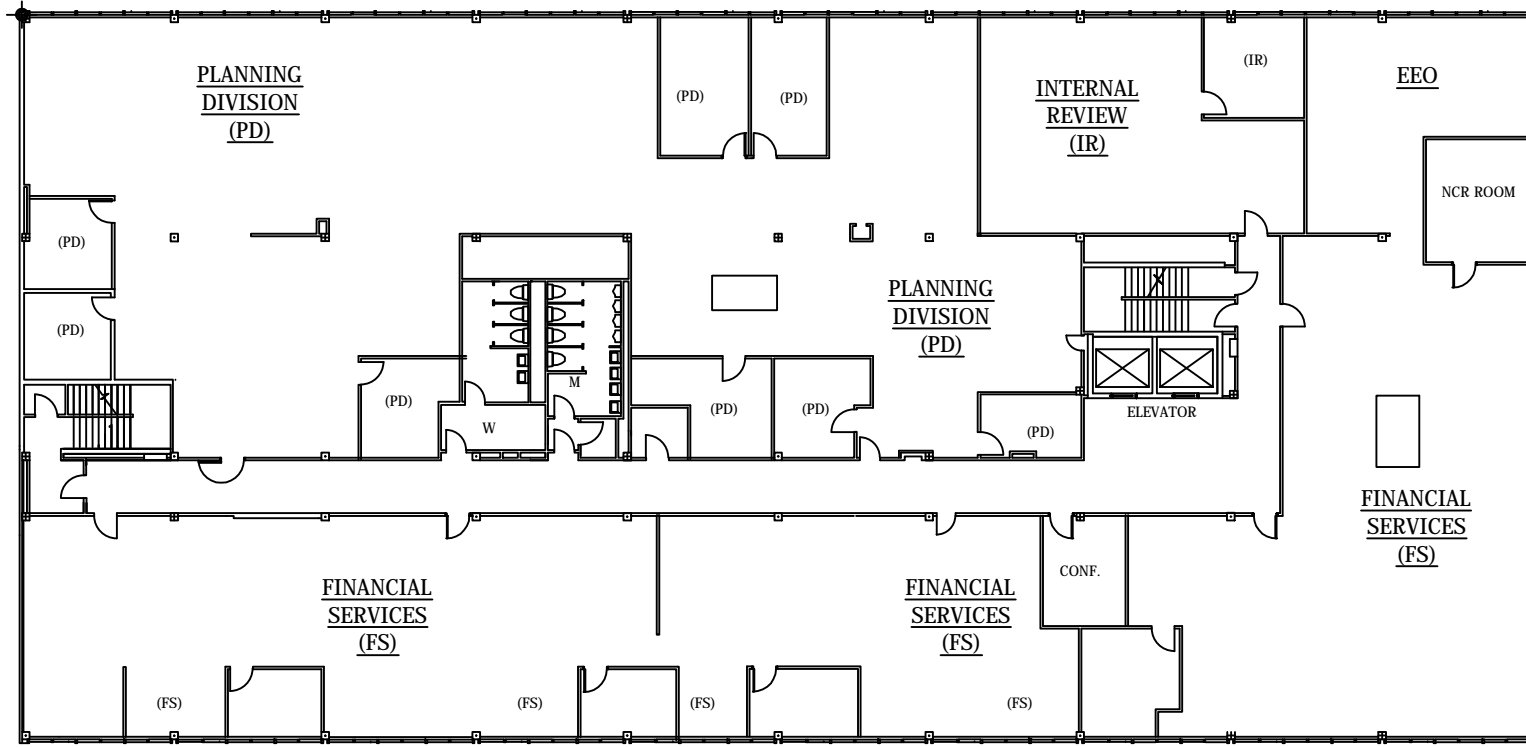 PLANNING
DIVISION
(PD)
(PD)
(PD)
INTERNAL
REVIEW
(IR)
(IR)
EEO
NCR ROOM
(PD)
(PD)
PLANNING
DIVISION
(PD)
(PD)
M
W
(PD)
(PD)
(PD)
ELEVATOR
FINANCIAL
SERVICES
(FS)
CONF.
FINANCIAL
SERVICES
(FS)
FINANCIAL
SERVICES
(FS)
(FS)
(FS)
(FS)
(FS)